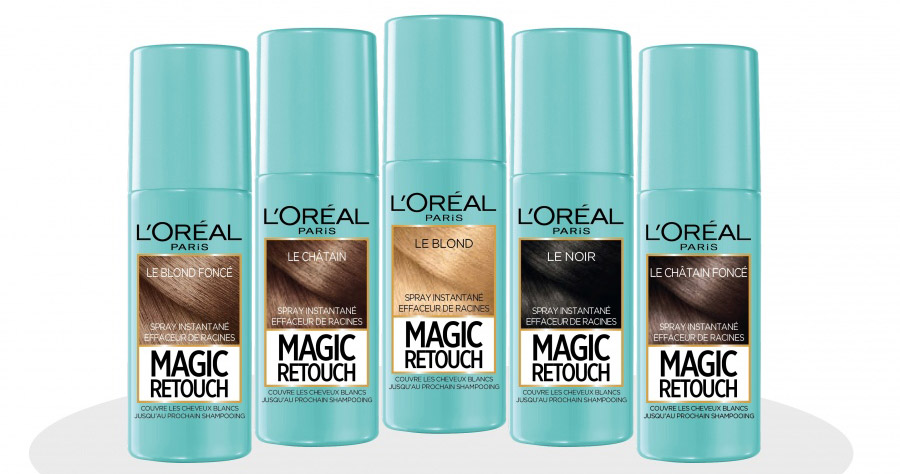 L'ORÉAL
PARIS
LE BLOND FONCÉ
SPRAY INSTANTANÉ
EFFACEUR DE RACINES
MAGIC
RETOUCH
COUVRE LES CHEVEUX BLANCS
JUSQU'AU PROCHAIN SHAMPOOING
L'ORÉAL
PARIS
LE CHÂTAIN
SPRAY INSTANTANÉ
EFFACEUR DE RACINES
MAGIC
RETOUCH
COUVRE LES CHEVEUX BLANCS
JUSQU'AU PROCHAIN SHAMPOOING
L'ORÉAL
PARIS
LE BLOND
SPRAY INSTANTANÉ
EFFACEUR DE RACINES
MAGIC
RETOUCH
COUVRE LES CHEVEUX BLANCS
JUSQU'AU PROCHAIN SHAMPOOING
L'ORÉAL
PARIS
LE NOIR
SPRAY INSTANTANÉ
EFFACEUR DE RACINES
MAGIC
RETOUCH
COUVRE LES CHEVEUX BLANCS
JUSQU'AU PROCHAIN SHAMPOOING
L'ORÉAL
PARIS
LE CHÂTAIN FONCÉ
SPRAY INSTANTANÉ
EFFACEUR DE RACINES
MAGIC
RETOUCH
COUVRE LES CHEVEUX BLANCS
JUSQU'AU PROCHAIN SHAMPOOING